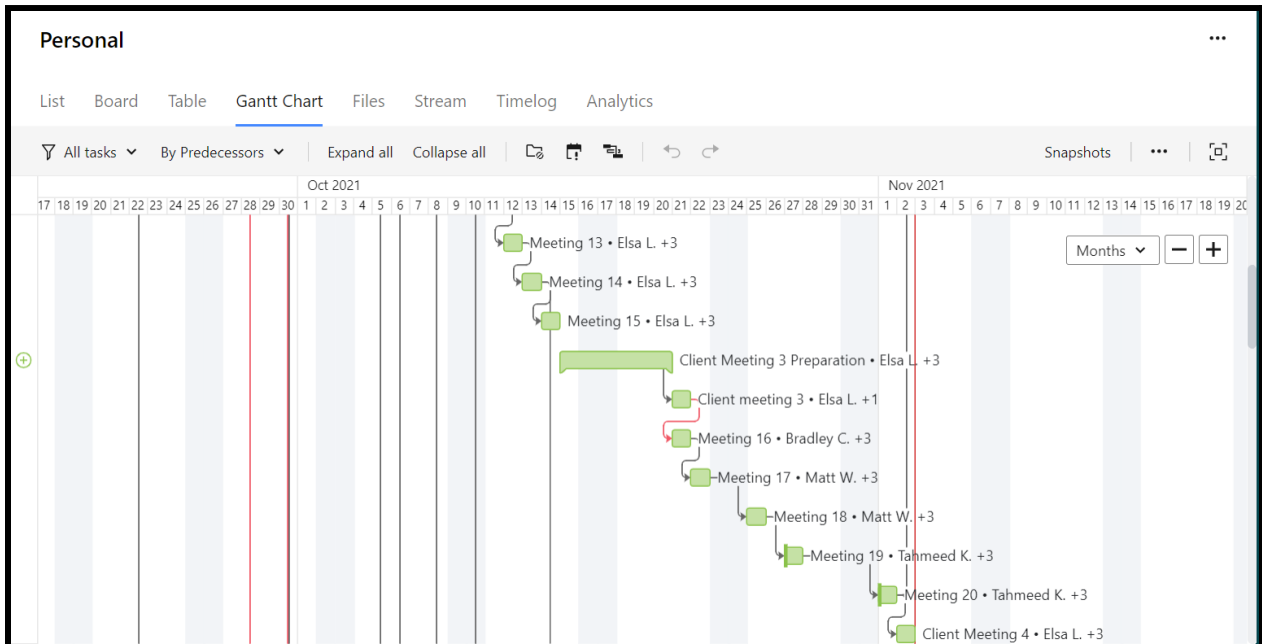 Personal
List Board Table Gantt Chart Files Stream Timelog Analytics
All tasks By Predecessors Expand all Collapse all Snapshots
Oct 2021 Nov 2021
17 18 19 20 21 22 23 24 25 26 27 28 29 30 1 2 3 4 5 6 7 8 9 10 11 12 13 14 15 16 17 18 19 20 21 22 23 24 25 26 27 28 29 30 31 1 2 3 4 5 6 7 8 9 10 11 12 13 14 15 16 17 18 19 20
Meeting 13 • Elsa L. +3
Months
Meeting 14 • Elsa L. +3
Meeting 15 • Elsa L. +3
Client Meeting 3 Preparation • Elsa L. +3
Client meeting 3 • Elsa L. +1
Meeting 16 • Bradley C. +3
Meeting 17 • Matt W. +3
Meeting 18 • Matt W. +3
Meeting 19 • Tahmeed K. +3
Meeting 20 • Tahmeed K. +3
Client Meeting 4 • Elsa L. +3